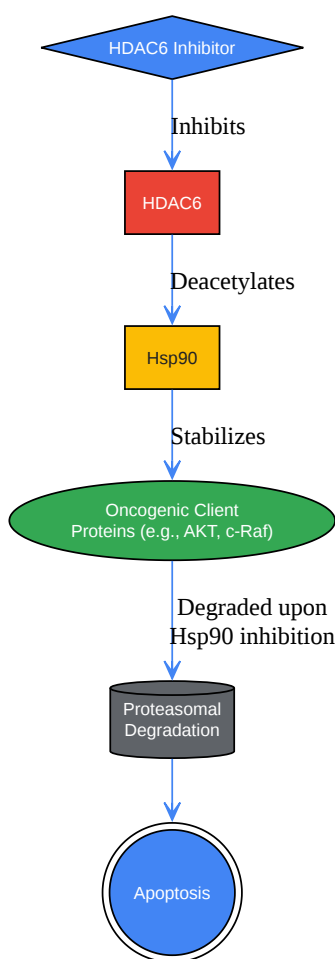 HDAC6 Inhibitor
Inhibits
HDAC6
Deacetylates
Hsp90
Stabilizes
Oncogenic Client
Proteins (e.g., AKT, c-Raf)
Degraded upon
Hsp90 inhibition
Proteasomal
Degradation
Apoptosis